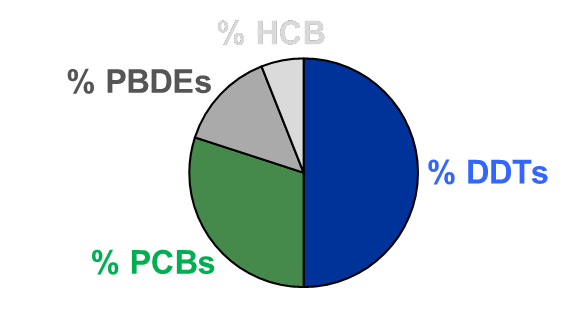 % HCB
% PBDEs
% DDTs
% PCBs